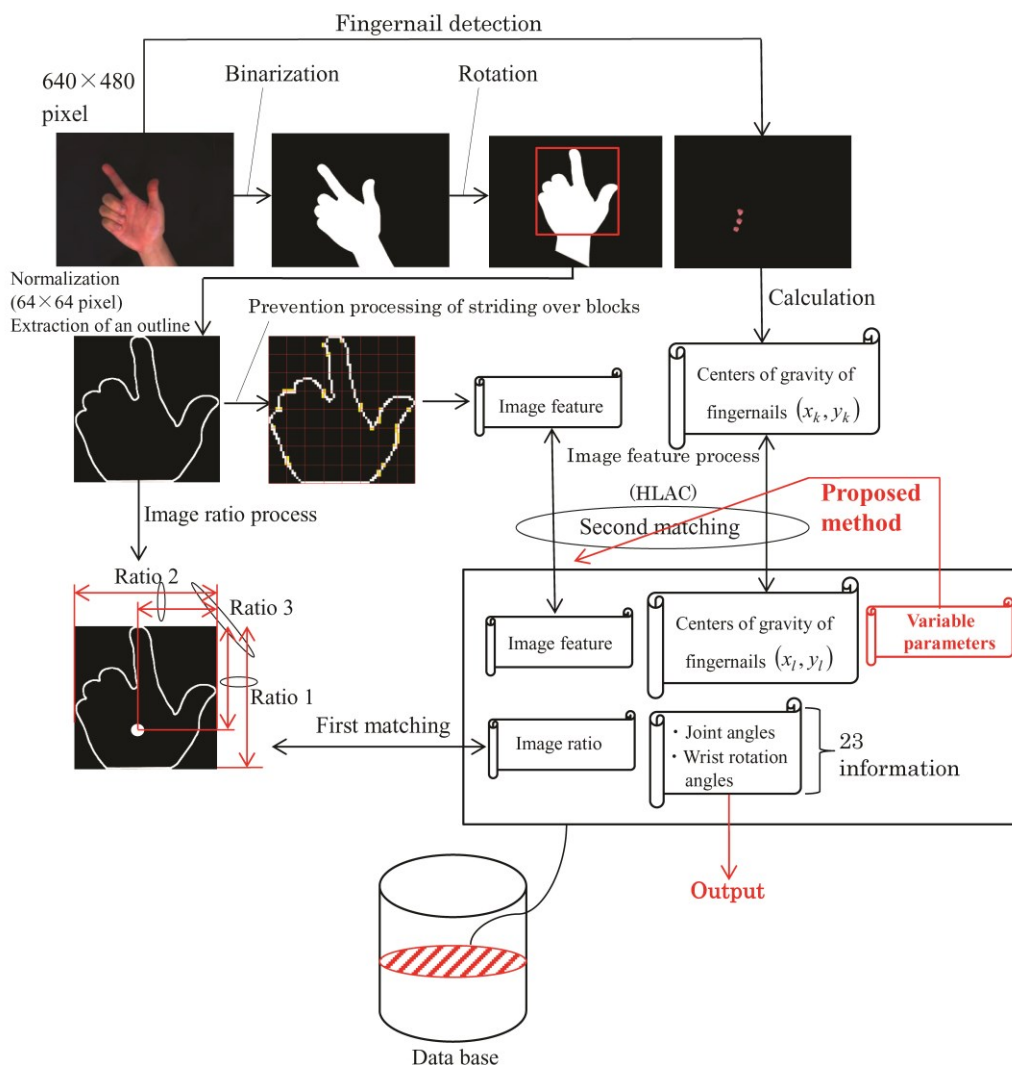 Fingernail detection
640×480
pixel
Binarization
Rotation
Normalization
(64×64 pixel)
Extraction of an outline
Prevention processing of striding over blocks
Calculation
Image feature
Centers of gravity of
fingernails (x_k, y_k)
Image feature process
(HLAC)
Second matching
Proposed
method
Image ratio process
Ratio 2
Ratio 3
Ratio 1
First matching
Image feature
Centers of gravity of
fingernails (x_l, y_l)
Variable
parameters
Image ratio
・Joint angles
・Wrist rotation
angles
23
information
Output
Data base